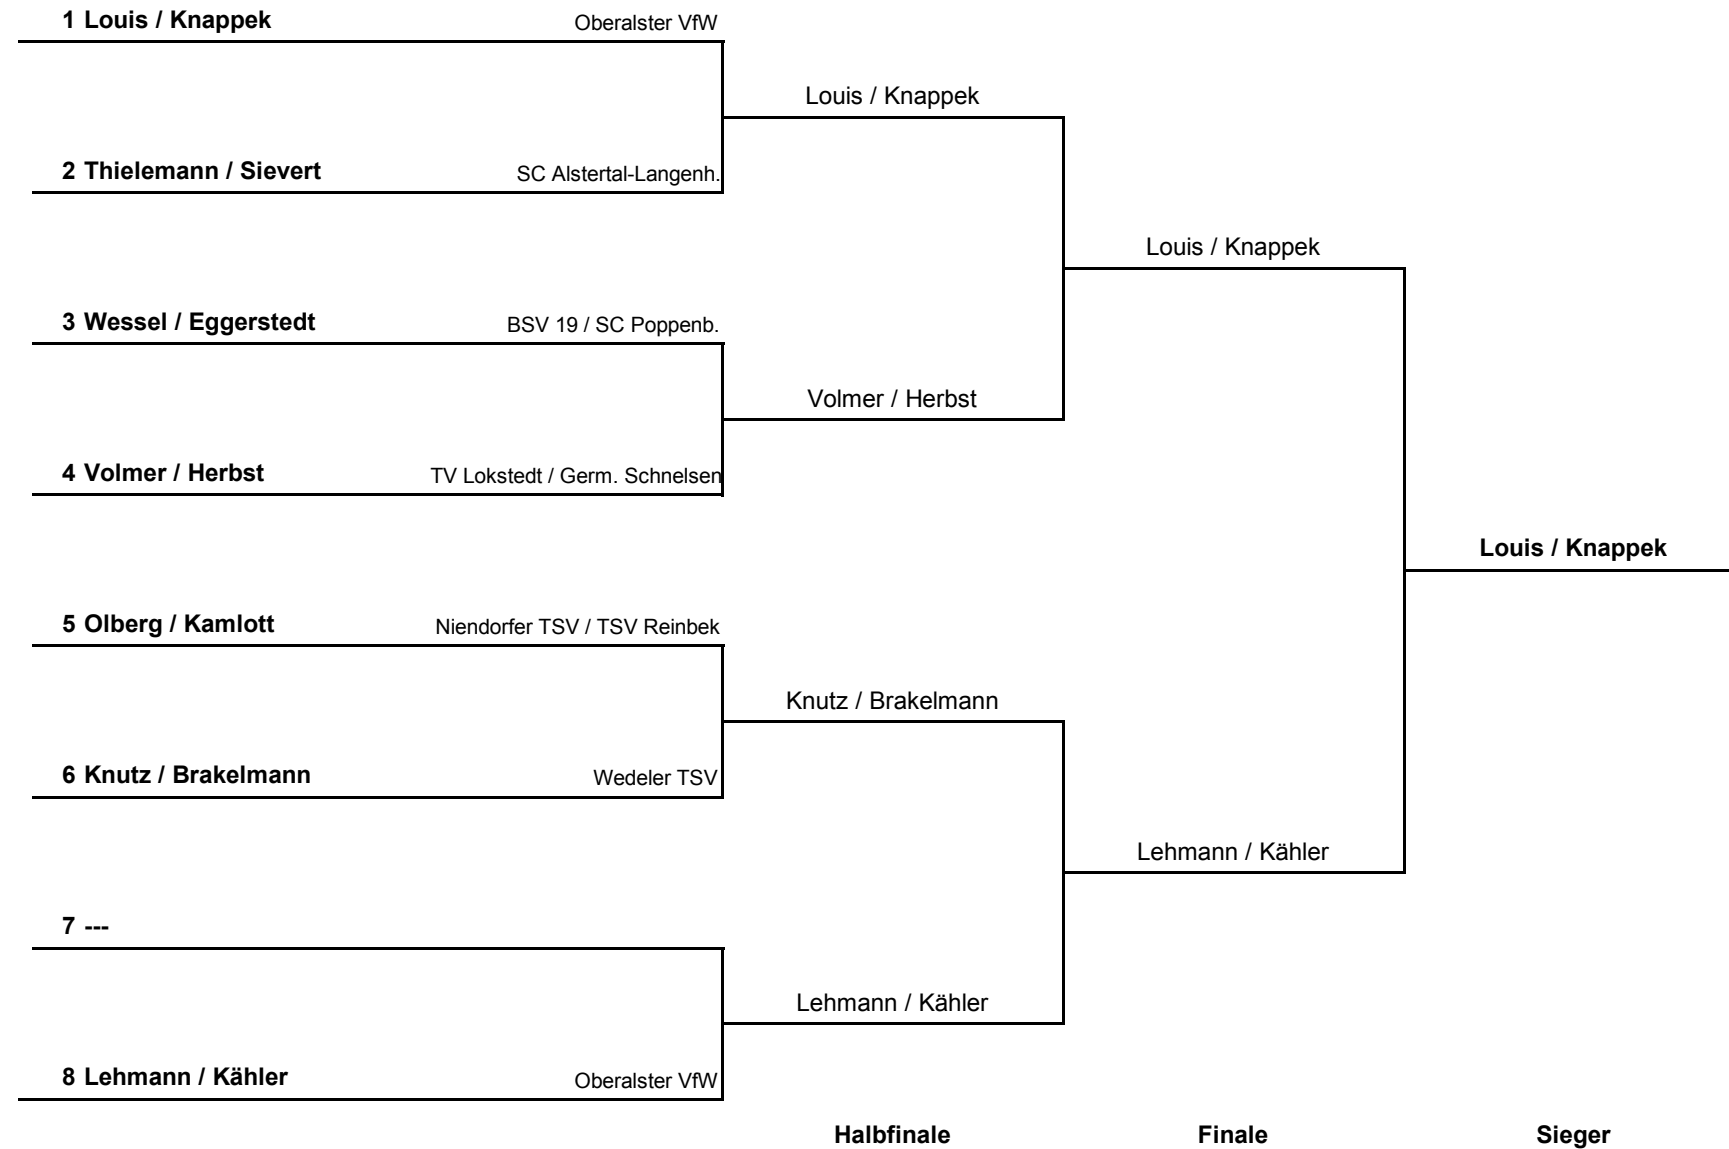 1 Louis / Knappek Oberalster VfW
Louis / Knappek
2 Thielemann / Sievert SC Alstertal-Langenh.
Louis / Knappek
3 Wessel / Eggerstedt BSV 19 / SC Poppenb.
Volmer / Herbst
4 Volmer / Herbst TV Lokstedt / Germ. Schnelsen
Louis / Knappek
5 Olberg / Kamlott Niendorfer TSV / TSV Reinbek
Knutz / Brakelmann
6 Knutz / Brakelmann Wedeler TSV
Lehmann / Kähler
7 ---
Lehmann / Kähler
8 Lehmann / Kähler Oberalster VfW
Halbfinale Finale Sieger